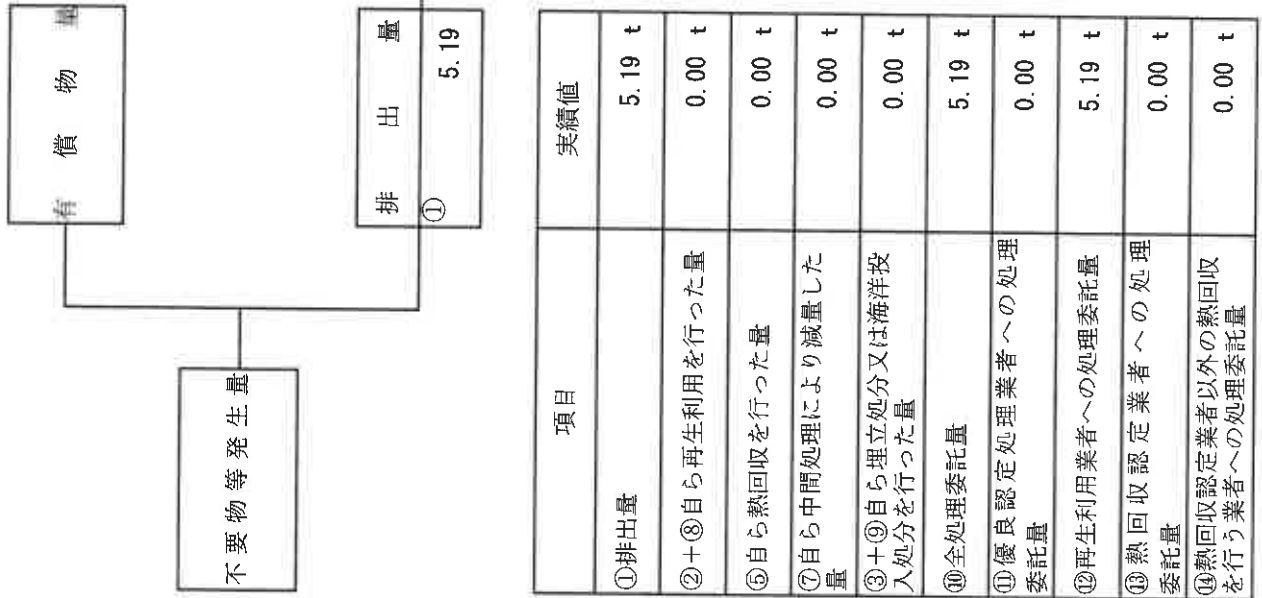 有償物量
不要物等発生量
排出量
① 5.19
項目 実績値
①排出量 5.19 t
②+⑧自ら再生利用を行った量 0.00 t
⑤自ら熱回収を行った量 0.00 t
⑦自ら中間処理により減量した
量 0.00 t
③+⑨自ら埋立処分又は海洋投
入処分を行った量 0.00 t
⑩全処理委託量 5.19 t
⑪優良認定処理業者への処理
委託量 0.00 t
⑫再生利用業者への処理委託量 5.19 t
⑬熱回収認定業者への処理
委託量 0.00 t
⑭熱回収認定業者以外の熱回収
を行う業者への処理委託量 0.00 t